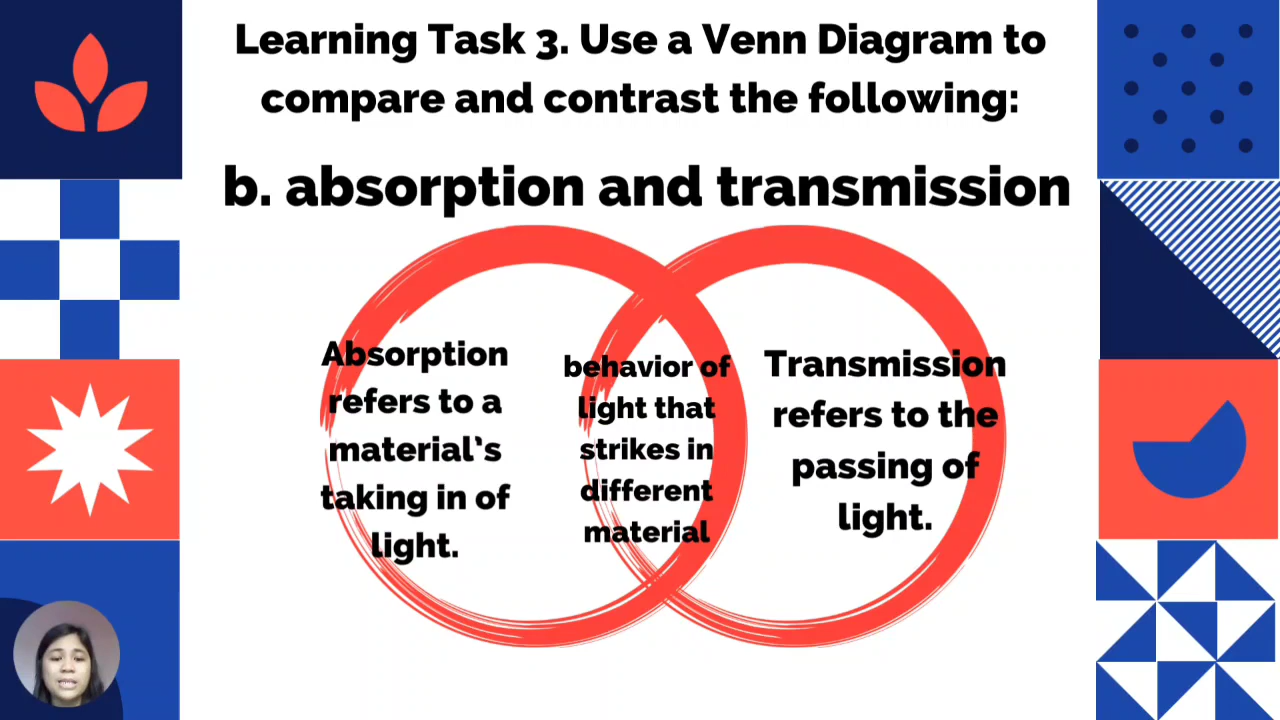 Learning Task 3. Use a Venn Diagram to
compare and contrast the following:
b. absorption and transmission
Absorption
refers to a
material's
taking in of
light.
behavior of
light that
strikes in
different
material
Transmission
refers to the
passing of
light.